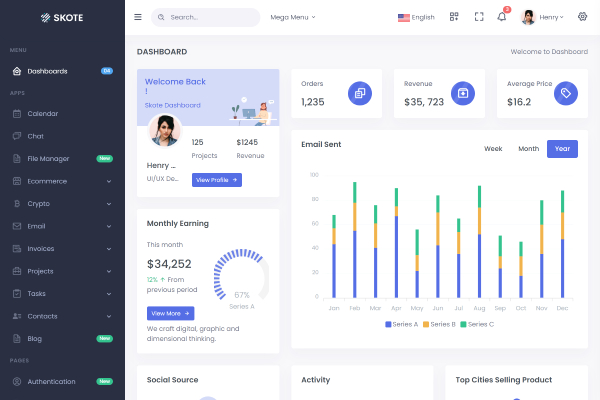 SKOTE
Search...
Mega Menu
English
3
Henry
MENU
Dashboards
04
APPS
Calendar
Chat
File Manager
New
Ecommerce
Crypto
Email
Invoices
Projects
Tasks
Contacts
Blog
New
PAGES
Authentication
New
DASHBOARD
Welcome to Dashboard
Welcome Back
!
Skote Dashboard
125
$1245
Projects
Revenue
Henry ...
UI/UX De...
View Profile
Orders
1,235
Revenue
$35, 723
Average Price
$16.2
Monthly Earning
This month
$34,252
12% ↑ From
previous period
View More
67%
Series A
We craft digital, graphic and
dimensional thinking.
Email Sent
Week
Month
Year
100
80
60
40
20
0
Jan Feb Mar Apr May Jun Jul Aug Sep Oct Nov Dec
Series A Series B Series C
Social Source
Activity
Top Cities Selling Product